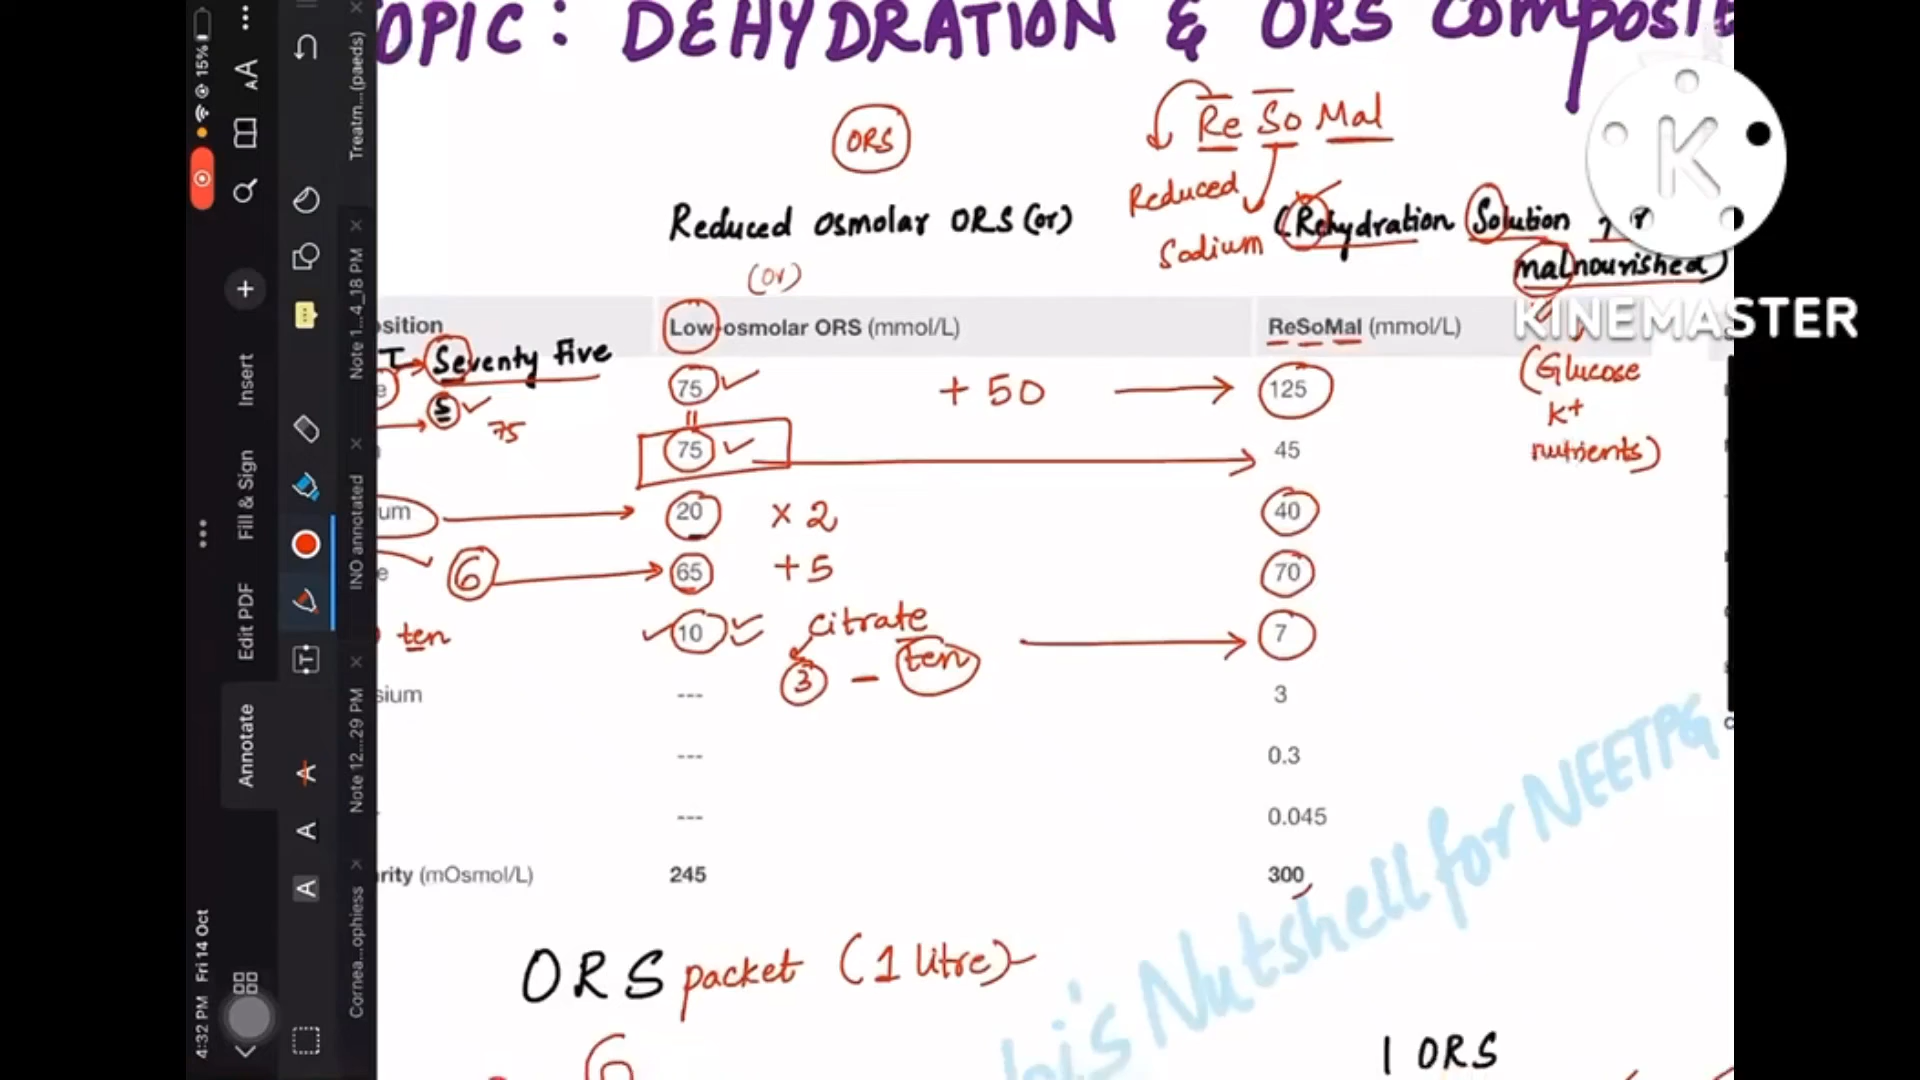 OPIC: DEHYDRATION & ORS Composi
ORS
Re So Mal
Reduced
Sodium
Reduced Osmolar ORS (or)
(or)
(Rehydration Solution
malnourished)
KINEMASTER
sition
Low-osmolar ORS (mmol/L)
ReSoMal (mmol/L)
Seventy Five
75
+ 50
125
(Glucose
K+
nutrients)
e
S
75
75
45
um
20
x 2
40
e
6
65
+5
70
ten
10
citrate
3 - ten
7
sium
---
3
---
0.3
---
0.045
rity (mOsmol/L)
245
300
ORS packet (1 litre)
6
1 ORS
bi's Nutshell for NEETPG
4:32 PM Fri 14 Oct
15%
AA
Insert
Fill & Sign
Edit PDF
Annotate
Treatm...(paeds)
Note 1...4_18 PM
INO annotated
Note 12...29 PM
Cornea...ophiess
T
A
A
A
K